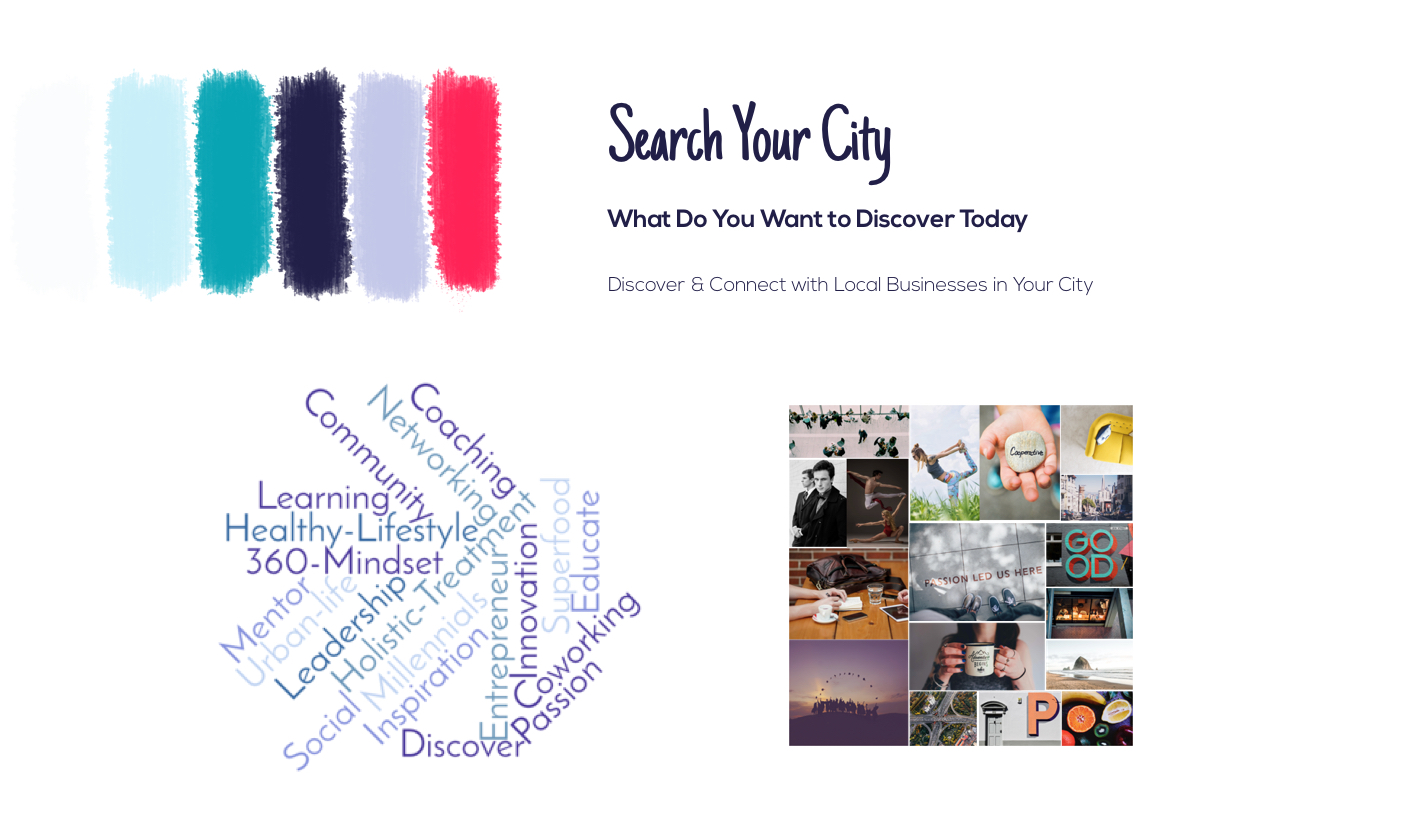 Search Your City
What Do You Want to Discover Today
Discover & Connect with Local Businesses in Your City
Coaching
Networking
Community
Learning
Healthy-Lifestyle
360-Mindset
Mentor
Urban-life
Leadership
Holistic-Treatment
Millennials
Inspiration
Social
Entrepreneur
Innovation
Superfood
Educate
Coworking
Passion
Discover
Cooperative
PASSION LED US HERE
GO
OD
P